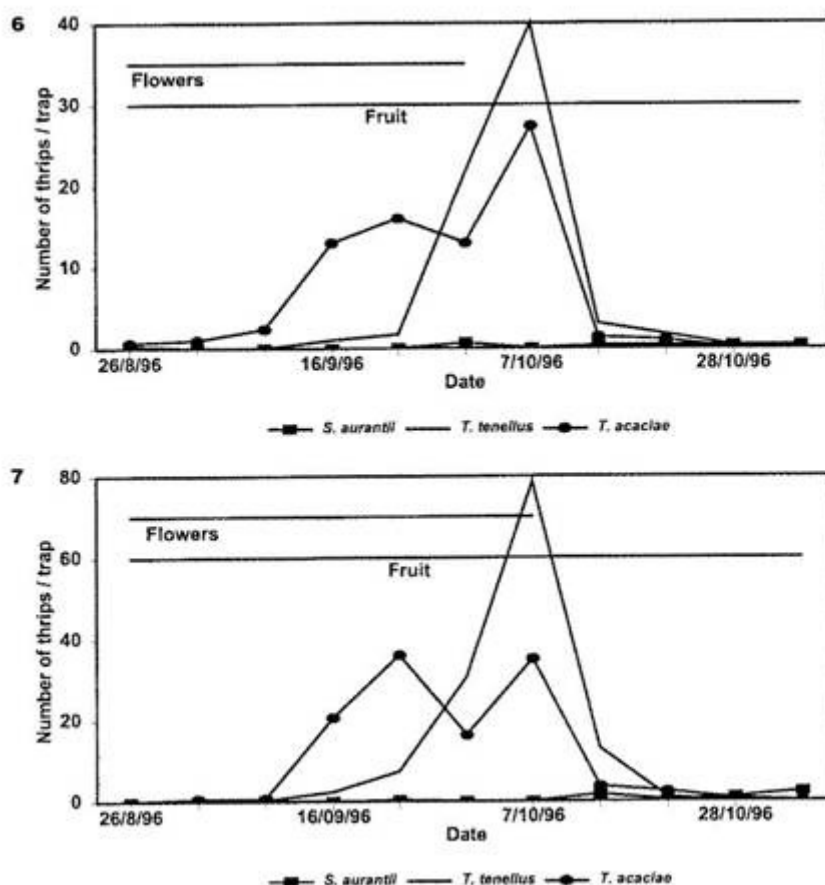 6
40
30
20
10
0
Number of thrips / trap
Flowers
Fruit
26/8/96 16/9/96 7/10/96 28/10/96
Date
S. aurantii T. tenellus T. acaciae
7
80
60
40
20
0
Number of thrips / trap
Flowers
Fruit
26/8/96 16/09/96 7/10/96 28/10/96
Date
S. aurantii T. tenellus T. acaciae